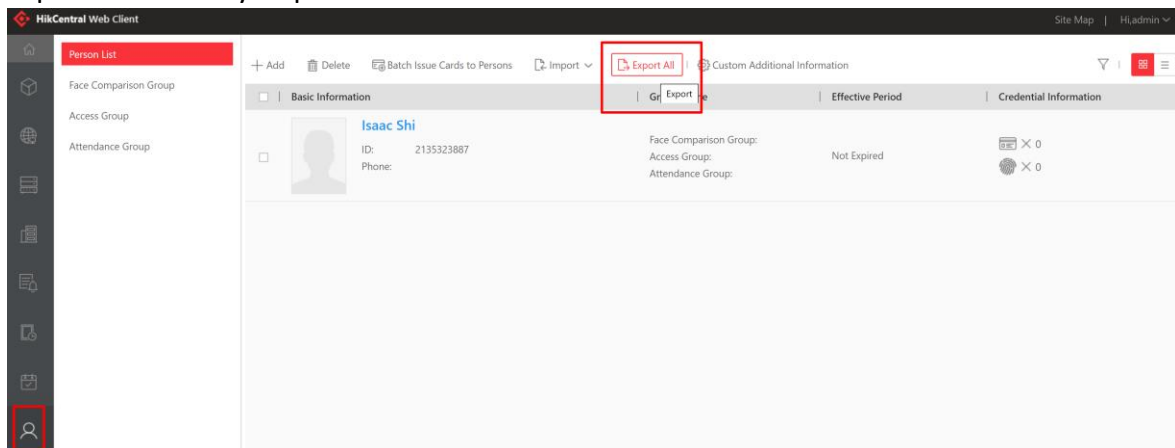 HikCentral Web Client
Site Map | Hi,admin
Person List
Face Comparison Group
Access Group
Attendance Group
Add Delete Batch Issue Cards to Persons Import Export All Custom Additional Information
Basic Information Effective Period Credential Information
Export
Isaac Shi
ID: 2135323887
Phone:
Face Comparison Group:
Access Group:
Attendance Group:
Not Expired
× 0
× 0